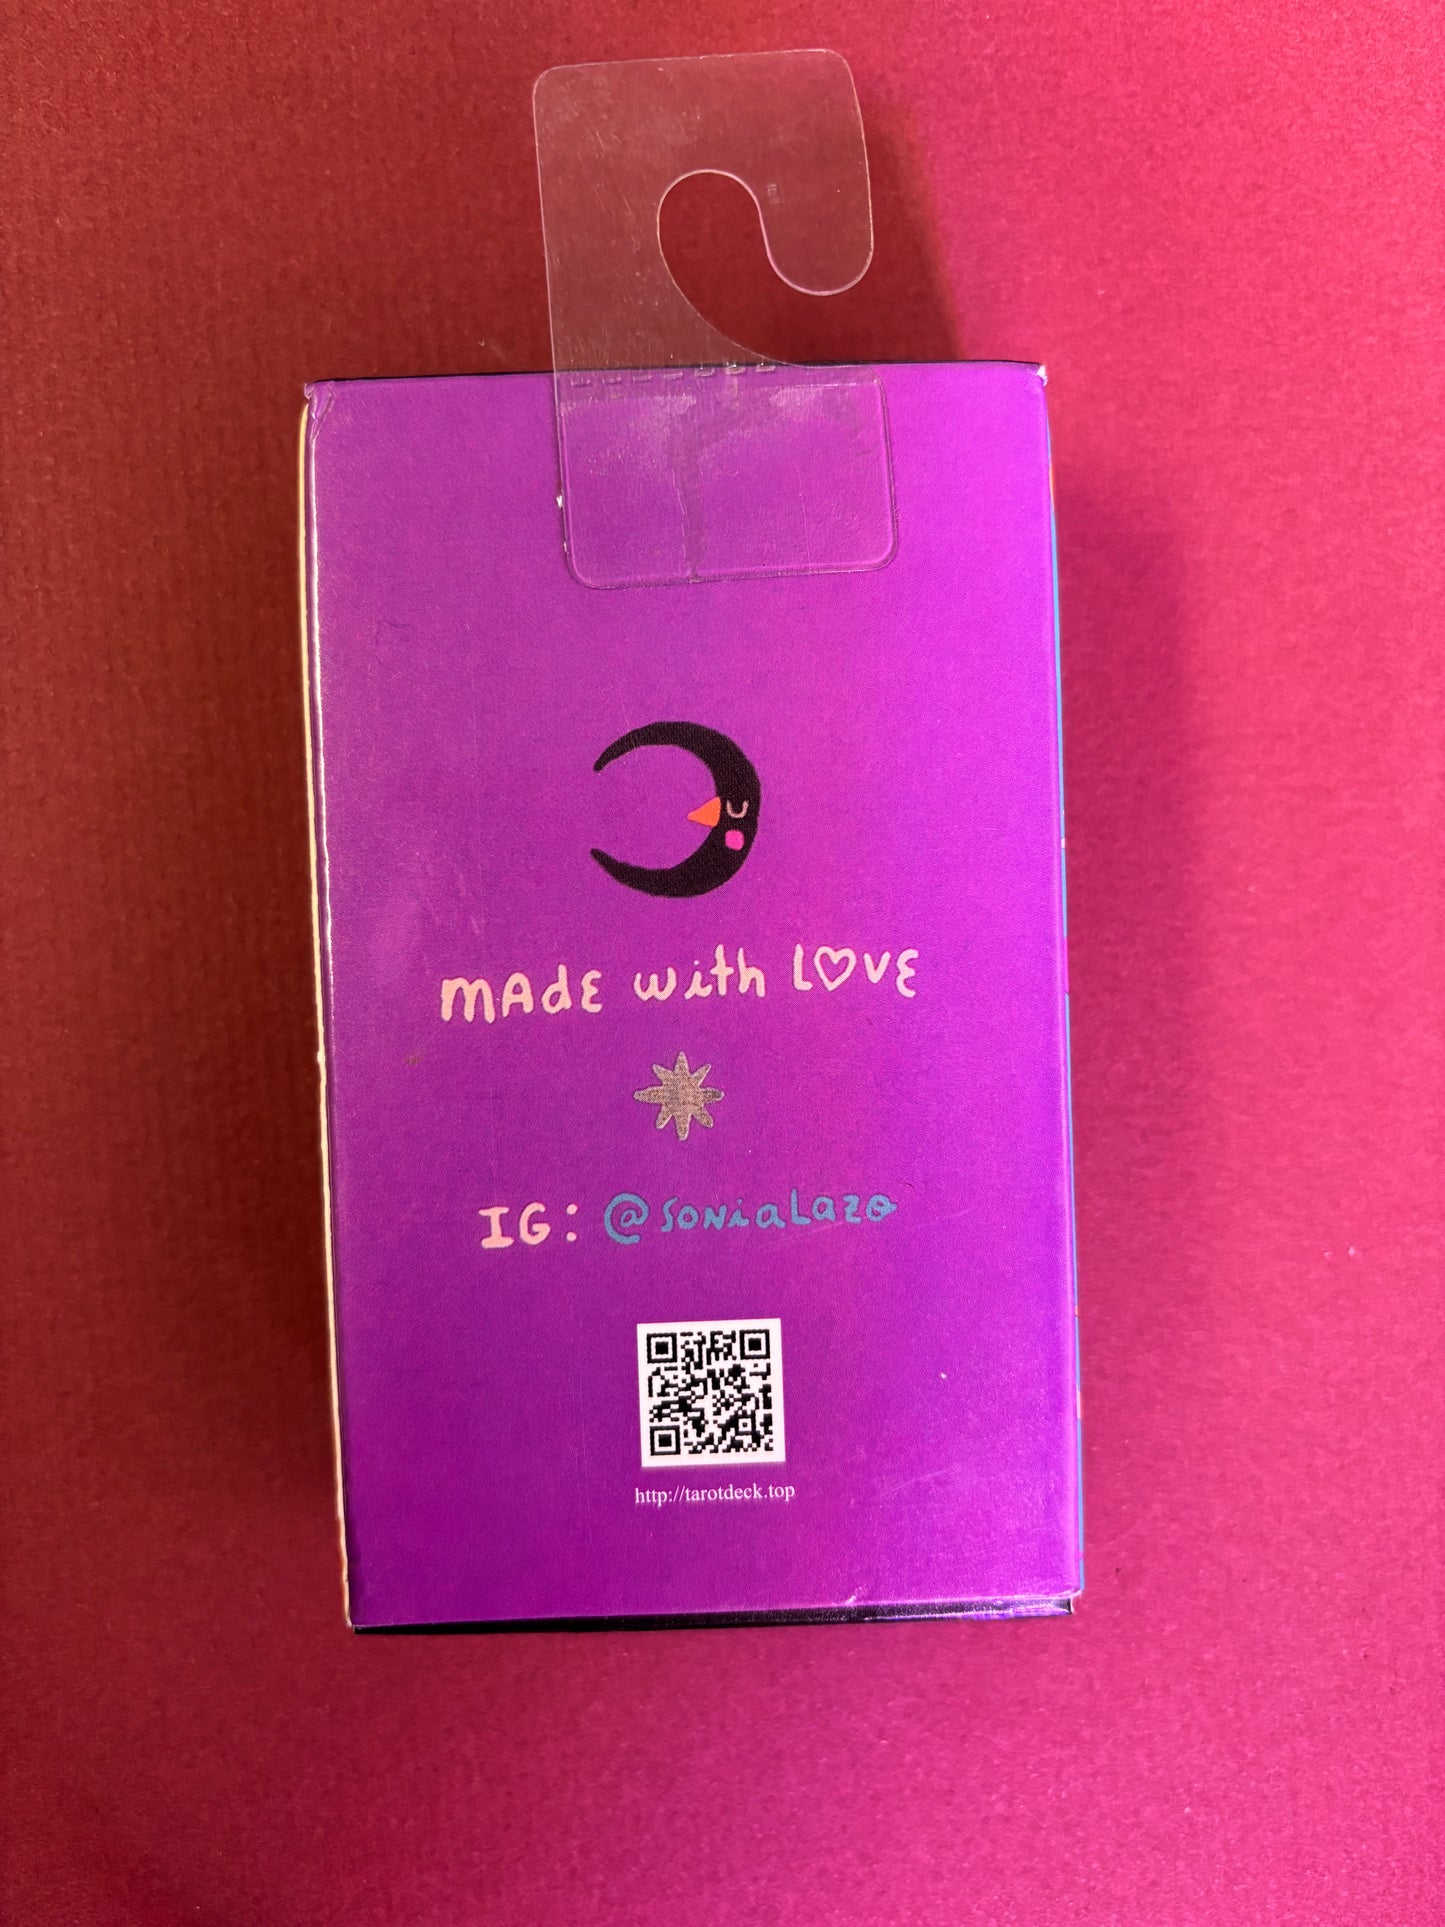 MAdE with LOVE
IG: @SONiaLazo
http://tarotdeck.top